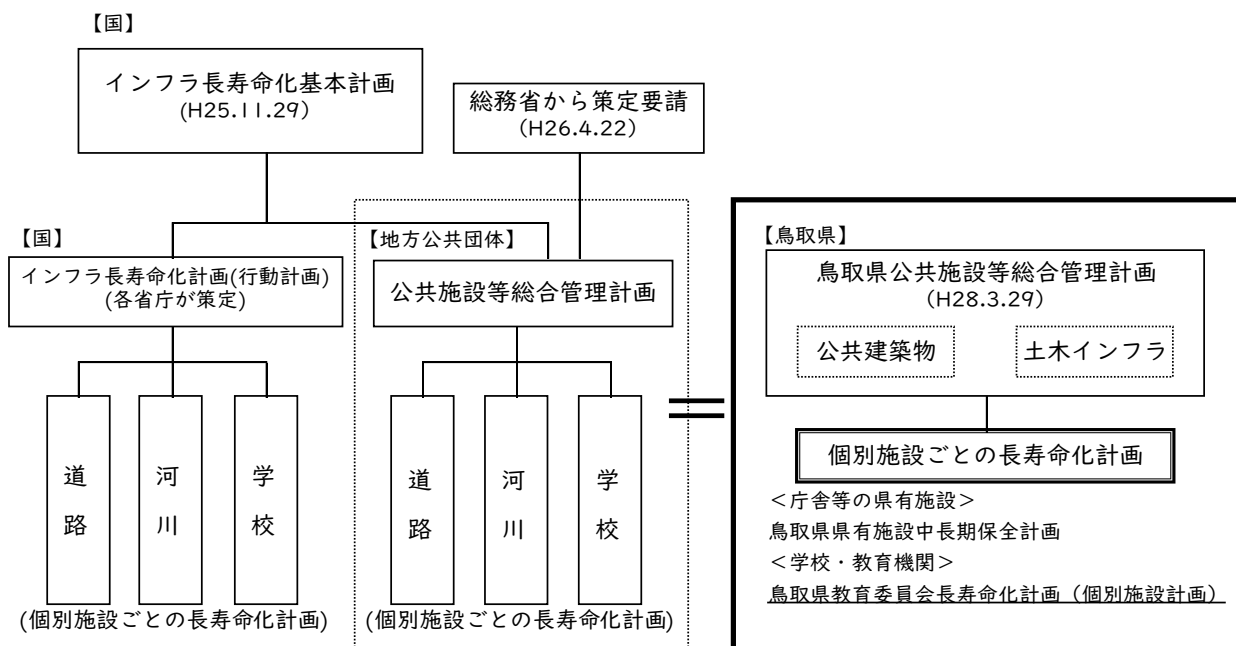 【国】
インフラ長寿命化基本計画
(H25.11.29)
総務省から策定要請
(H26.4.22)
【国】
インフラ長寿命化計画(行動計画)
(各省庁が策定)
道路
河川
学校
(個別施設ごとの長寿命化計画)
【地方公共団体】
公共施設等総合管理計画
道路
河川
学校
(個別施設ごとの長寿命化計画)
【鳥取県】
鳥取県公共施設等総合管理計画
(H28.3.29)
公共建築物
土木インフラ
個別施設ごとの長寿命化計画
<庁舎等の県有施設>
鳥取県県有施設中長期保全計画
<学校・教育機関>
鳥取県教育委員会長寿命化計画(個別施設計画)